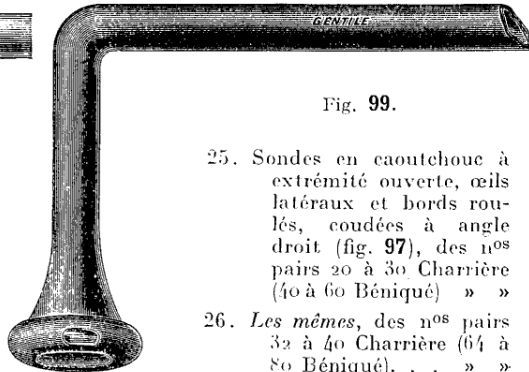 GENTILE
Fig. 99.
25. Sondes en caoutchouc à
extrémité ouverte, œils
latéraux et bords rou-
lés, coudées à angle
droit (fig. 97), des nos
pairs 20 à 30 Charrière
(40 à 60 Béniqué) » »
26. Les mêmes, des nos pairs
32 à 40 Charrière (64 à
80 Béniqué). . . » »